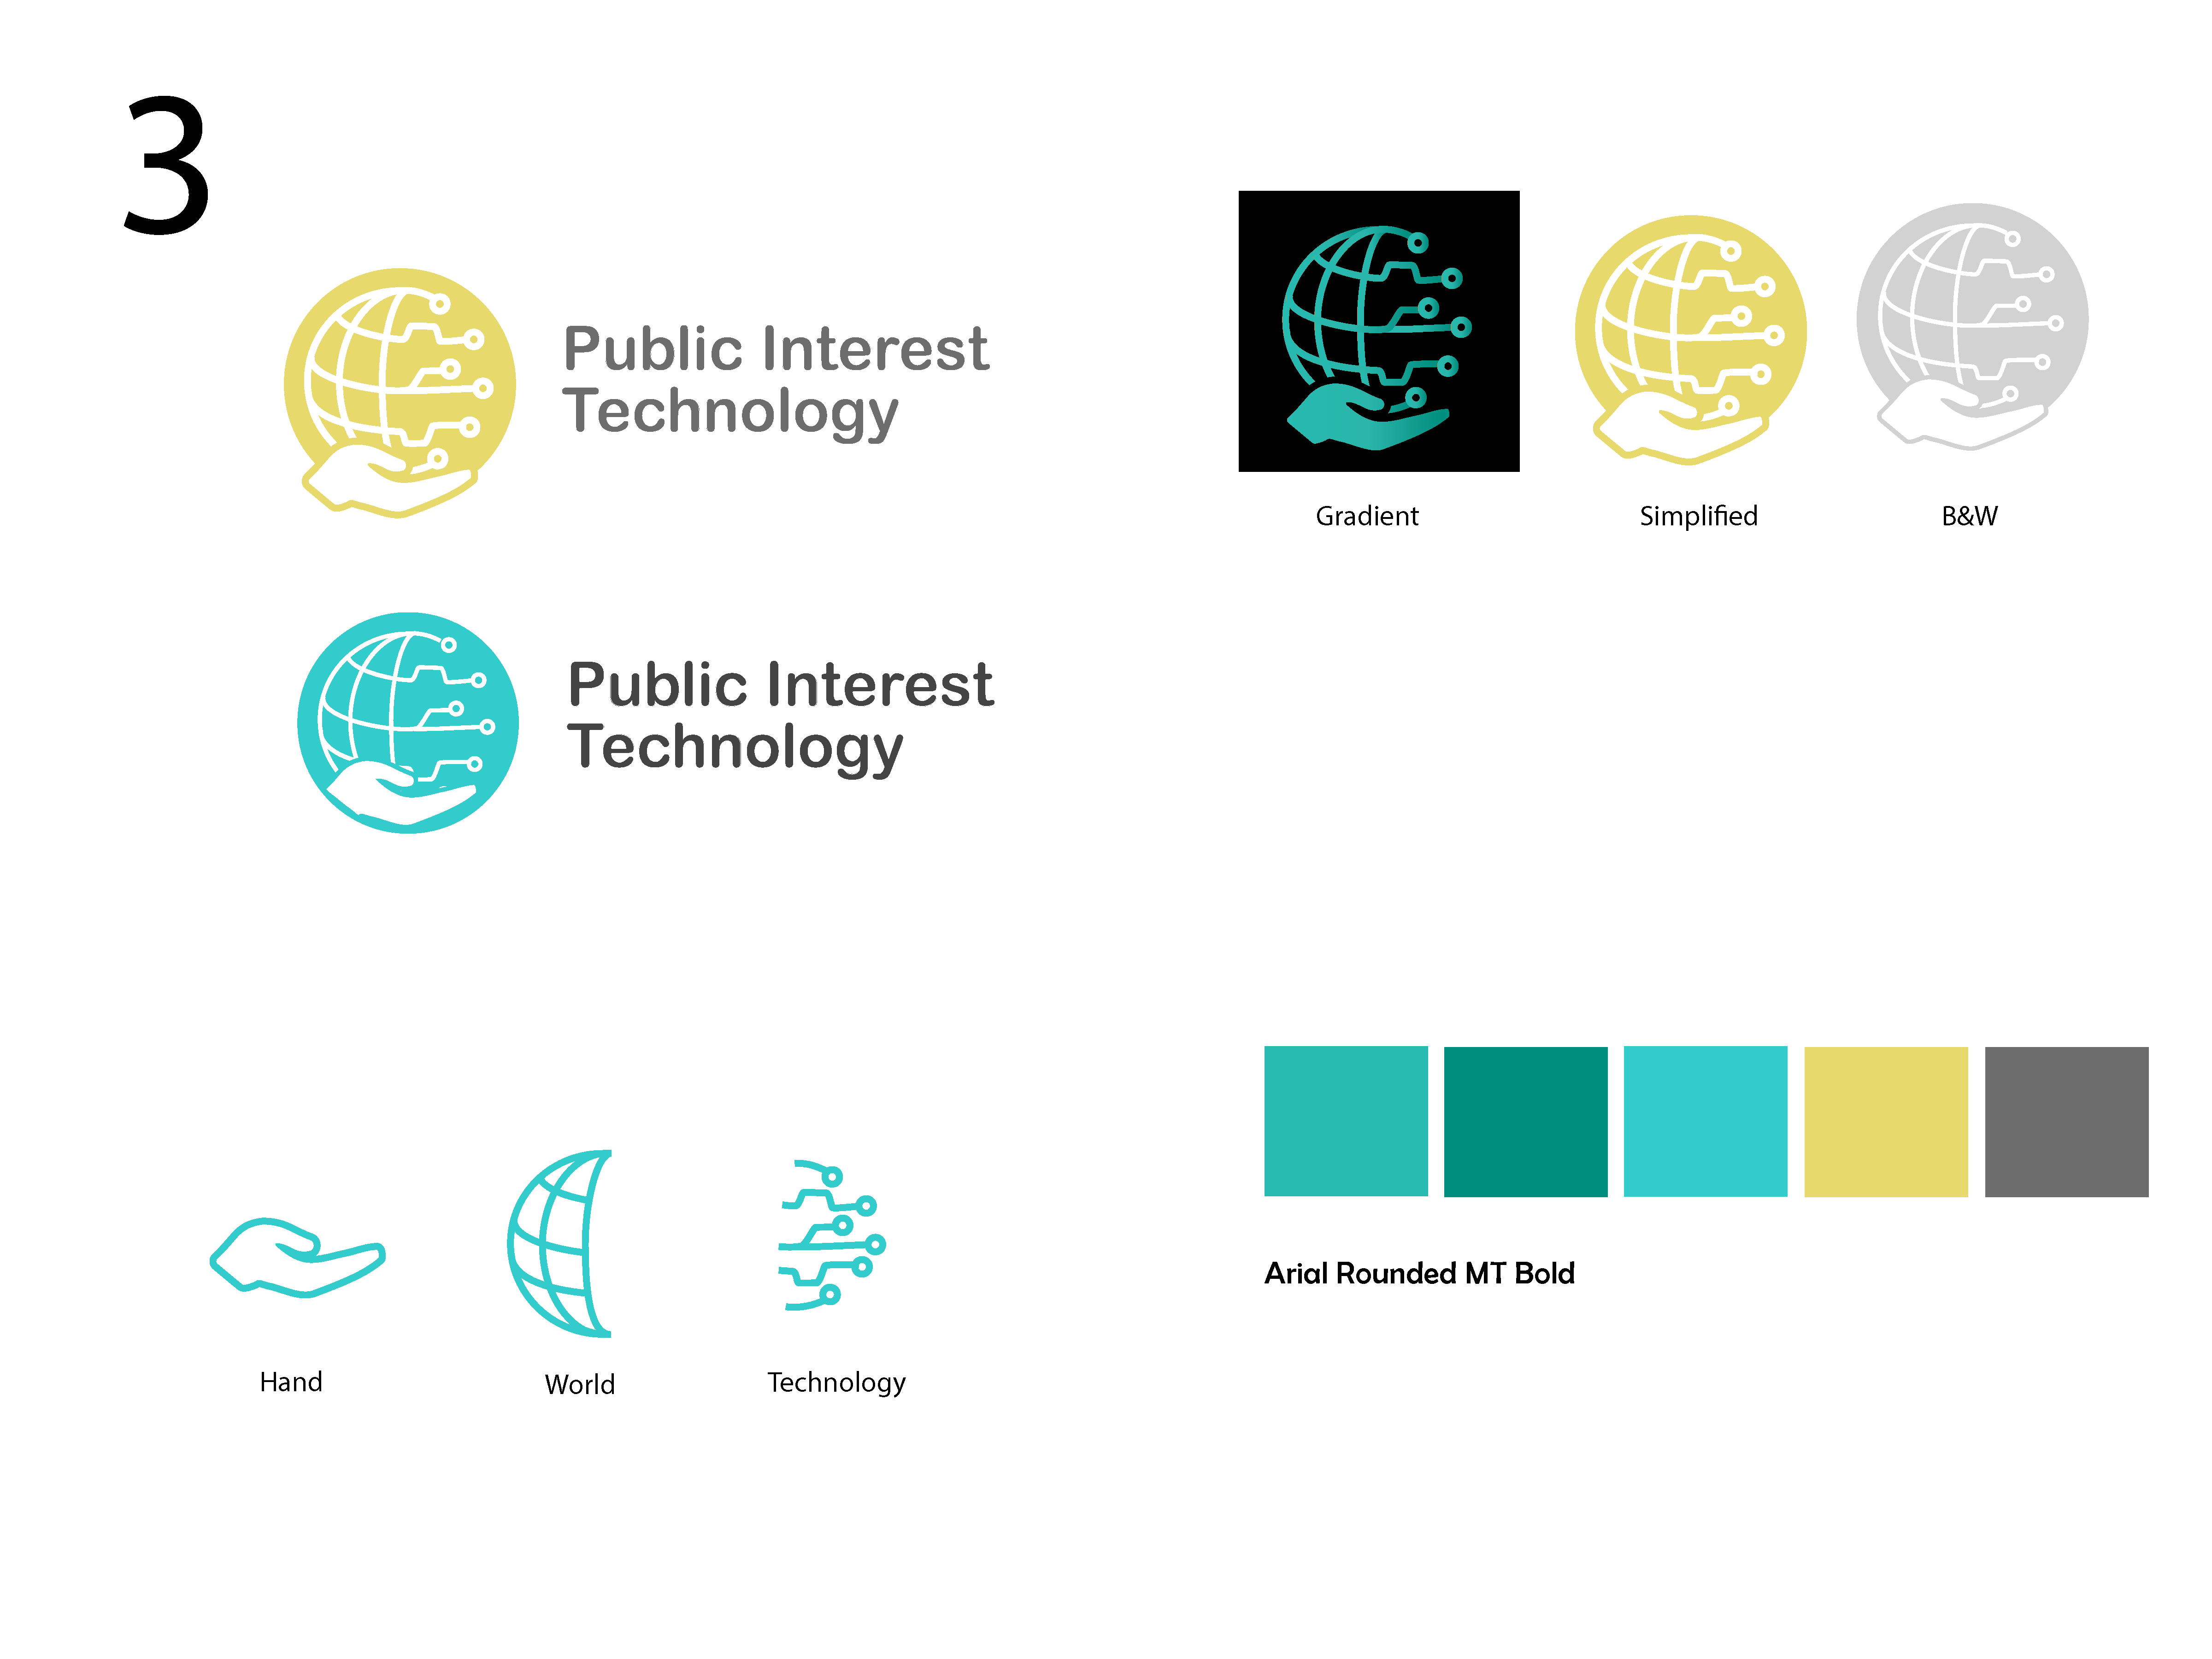 3
Public Interest
Technology
Gradient
Simplified
B&W
Public Interest
Technology
Hand
World
Technology
Arial Rounded MT Bold